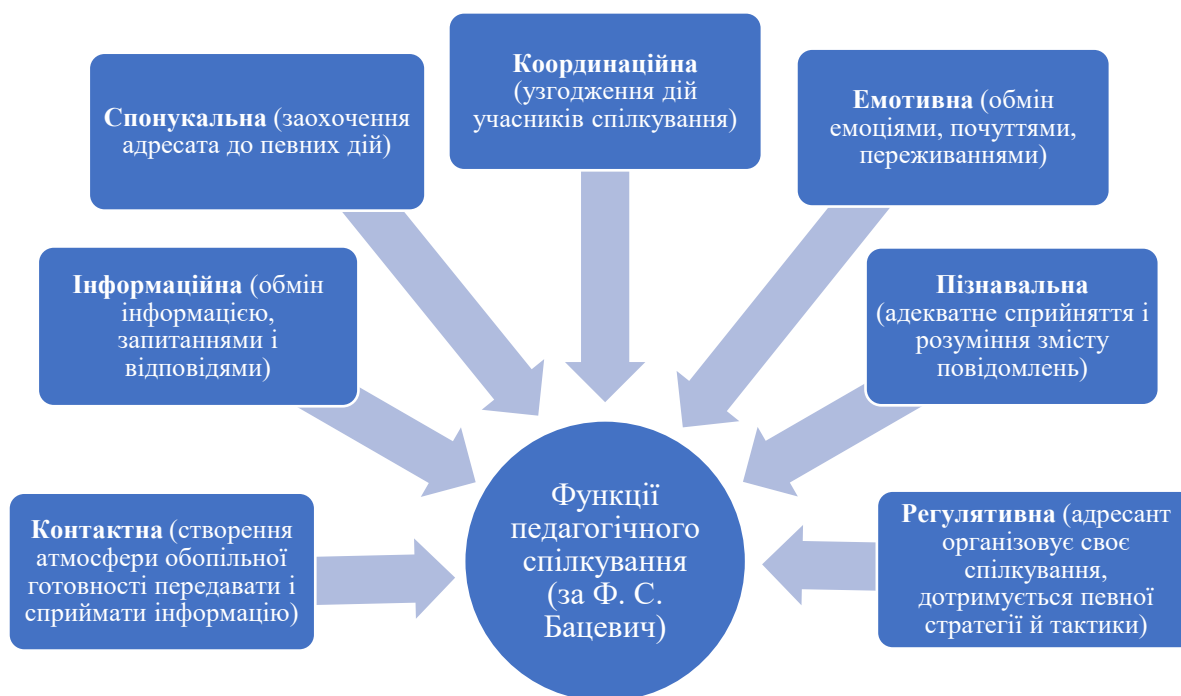 Контактна (створення
атмосфери обопільної
готовності передавати і
сприймати інформацію)
Інформаційна (обмін
інформацією,
запитаннями і
відповідями)
Спонукальна (заохочення
адресата до певних дій)
Координаційна
(узгодження дій
учасників спілкування)
Емотивна (обмін
емоціями, почуттями,
переживаннями)
Пізнавальна
(адекватне сприйняття і
розуміння змісту
повідомлень)
Регулятивна (адресант
організовує своє
спілкування,
дотримується певної
стратегії й тактики)
Функції
педагогічного
спілкування
(за Ф. С.
Бацевич)